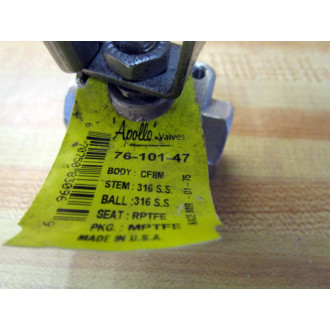 "Apollo" Valves
76-101-47
BODY: CF8M
STEM: 316 S.S.
BALL: 316 S.S.
SEAT: RPTFE
PKG.: MPTFE
MADE IN U.S.A.